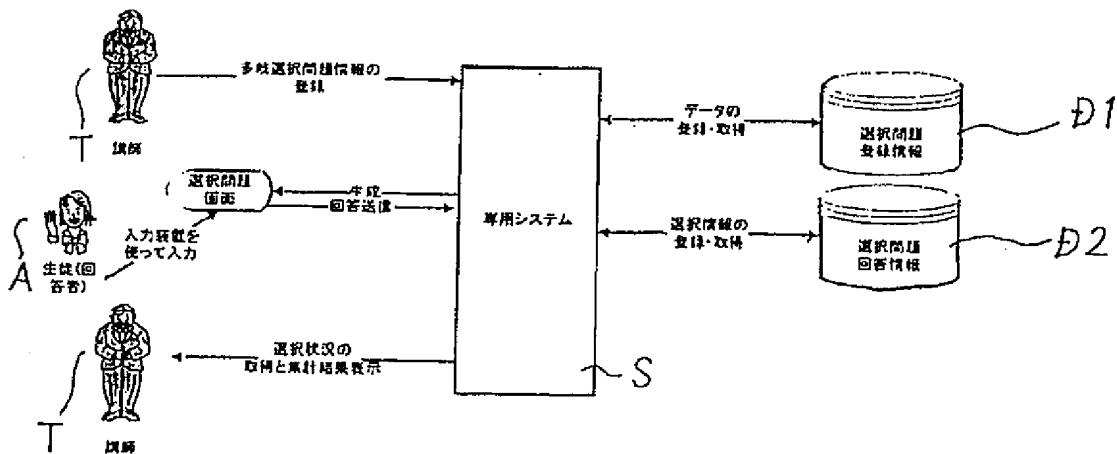 多岐選択問題情報の
登録
T
講師
データの
登録・取得
選択問題
登録情報
D1
選択問題
画面
生成
回答送信
専用システム
入力装置を
使って入力
A
生徒(回
答者)
選択情報の
登録・取得
選択問題
回答情報
D2
選択状況の
取得と集計結果表示
S
T
講師